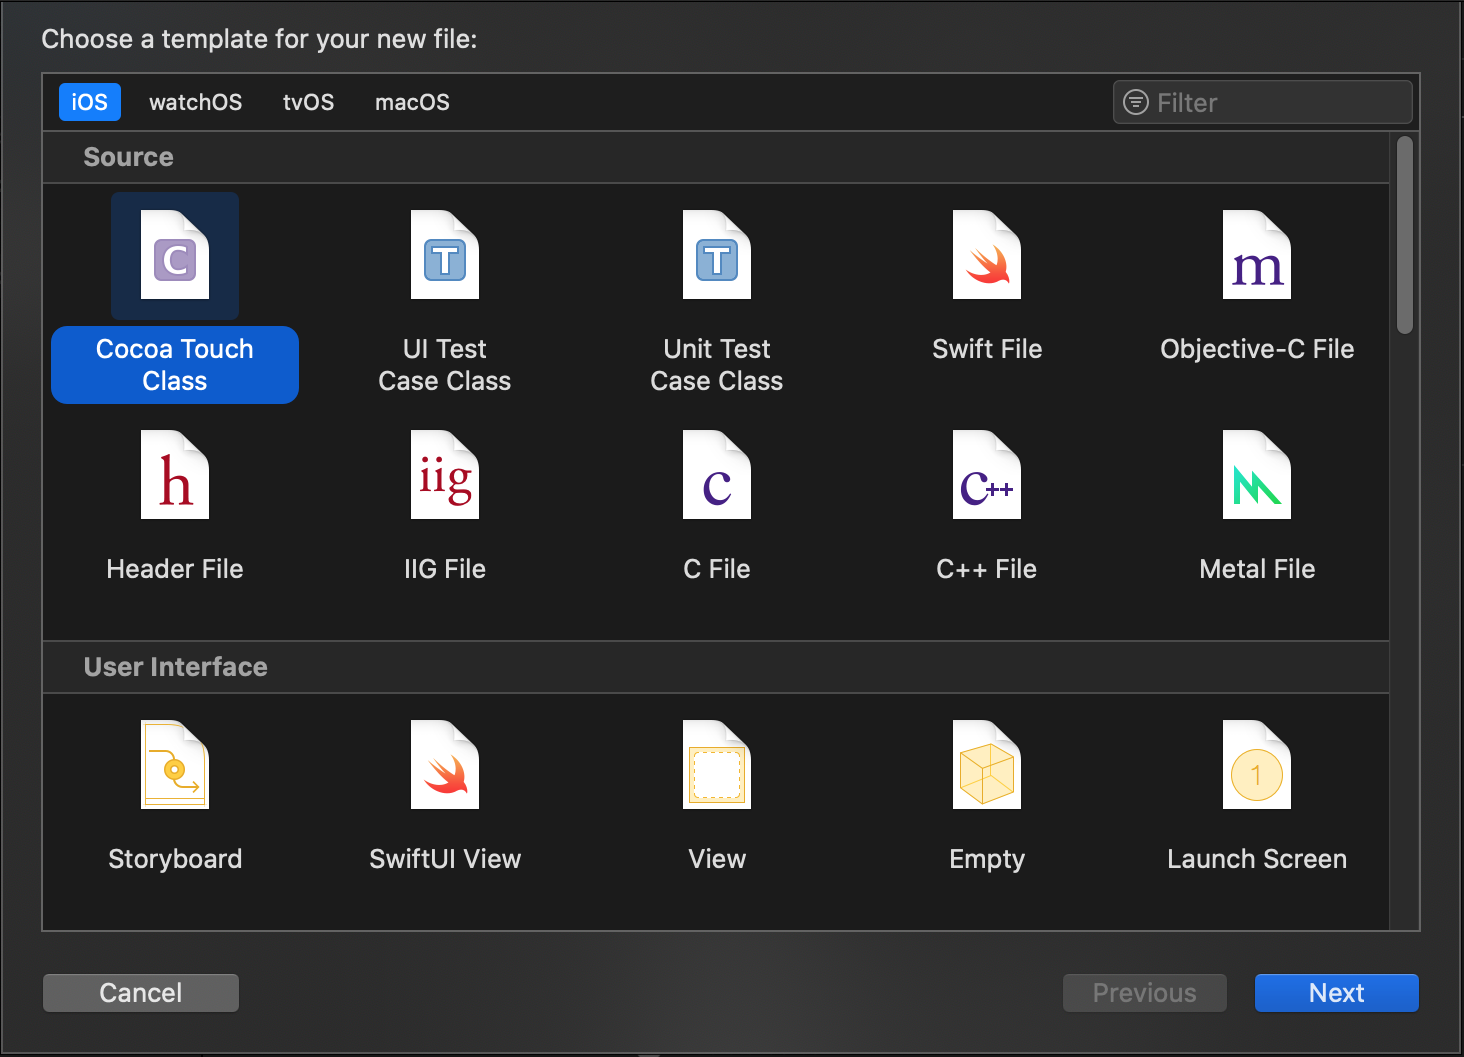 Choose a template for your new file:
iOS watchOS tvOS macOS Filter
Source
C T T m
Cocoa Touch
Class
UI Test
Case Class
Unit Test
Case Class
Swift File
Objective-C File
h iig c c++
Header File
IIG File
C File
C++ File
Metal File
User Interface
1
Storyboard
SwiftUI View
View
Empty
Launch Screen
Cancel Previous Next